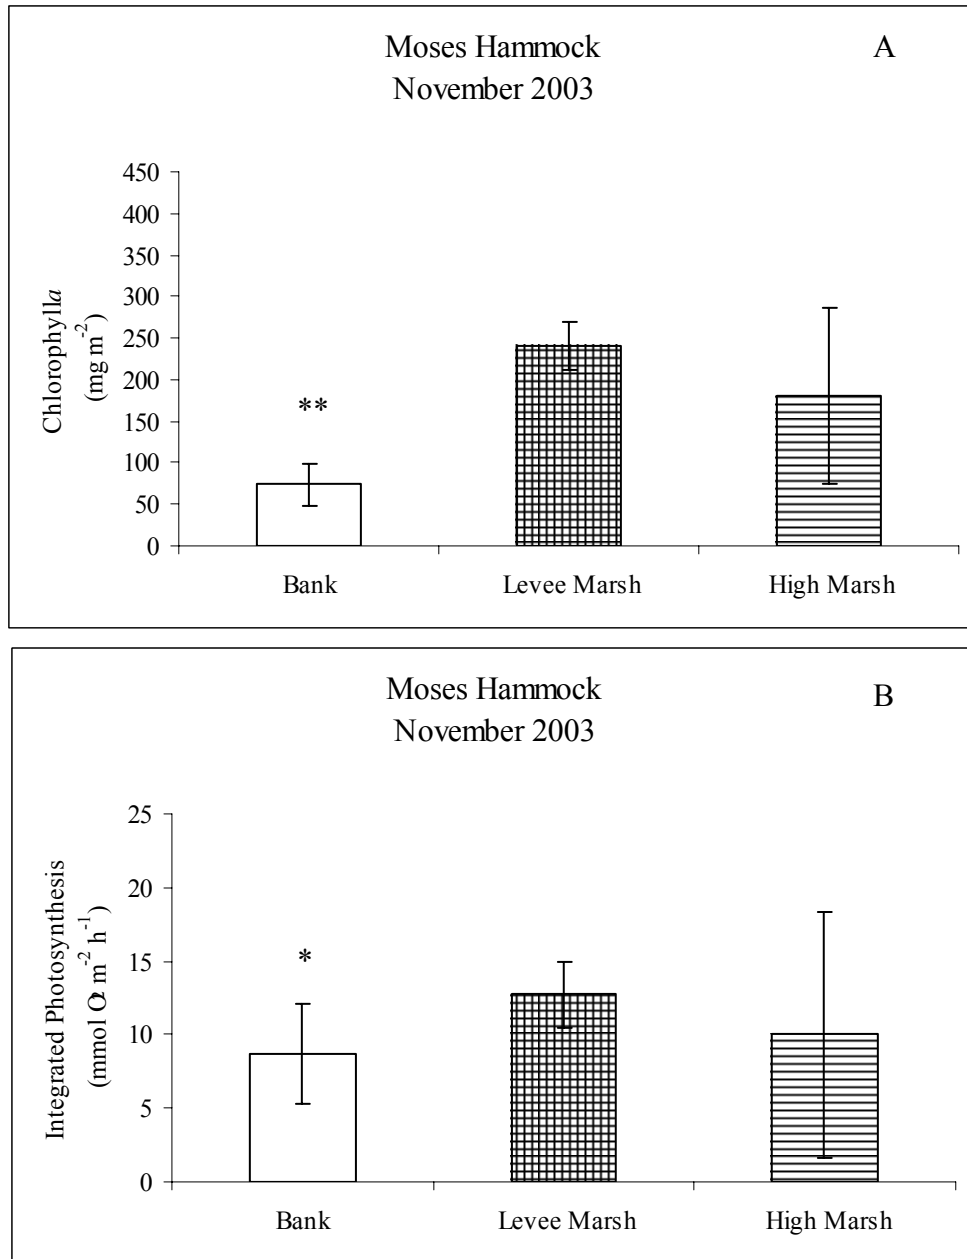 Moses Hammock
November 2003
A
Chlorophylla
(mg m-2)
450
400
350
300
250
200
150
100
50
0
**
Bank
Levee Marsh
High Marsh
Moses Hammock
November 2003
B
Integrated Photosynthesis
(mmol O2 m-2 h-1)
25
20
15
10
5
0
*
Bank
Levee Marsh
High Marsh